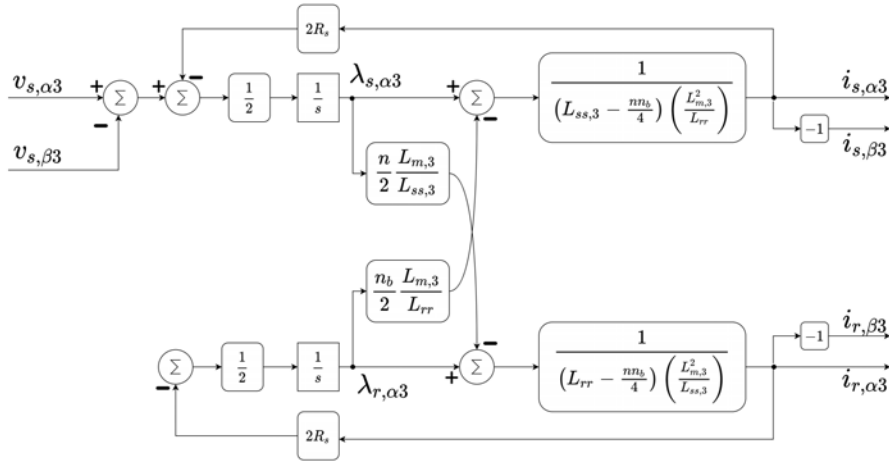 2R_s
v_{s,α3} + Σ + − Σ 1/2 1/s λ_{s,α3} + Σ 1/((L_{ss,3} − nn_b/4)(L_{m,3}^2/L_{rr})) i_{s,α3}
− − −1
v_{s,β3} i_{s,β3}
n/2 L_{m,3}/L_{ss,3}
n_b/2 L_{m,3}/L_{rr}
− −1 i_{r,β3}
Σ 1/2 1/s + Σ 1/((L_{rr} − nn_b/4)(L_{m,3}^2/L_{ss,3}))
− λ_{r,α3} i_{r,α3}
2R_s